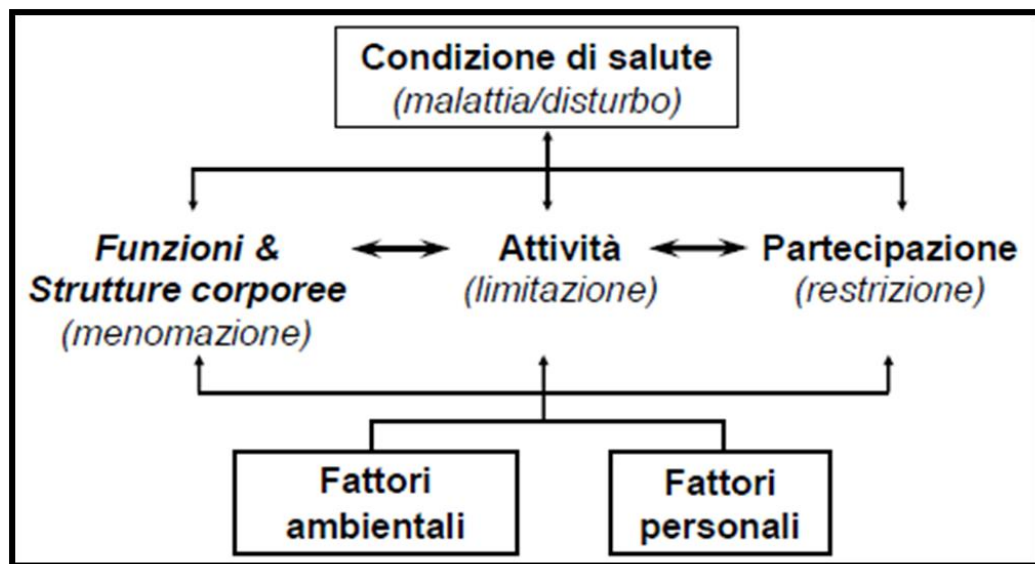 Condizione di salute
(malattia/disturbo)
Funzioni &
Strutture corporee
(menomazione)
Attività
(limitazione)
Partecipazione
(restrizione)
Fattori
ambientali
Fattori
personali